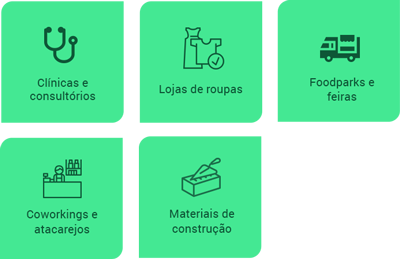 Clínicas e
consultórios
Lojas de roupas
Foodparks e
feiras
Coworkings e
atacarejos
Materiais de
construção